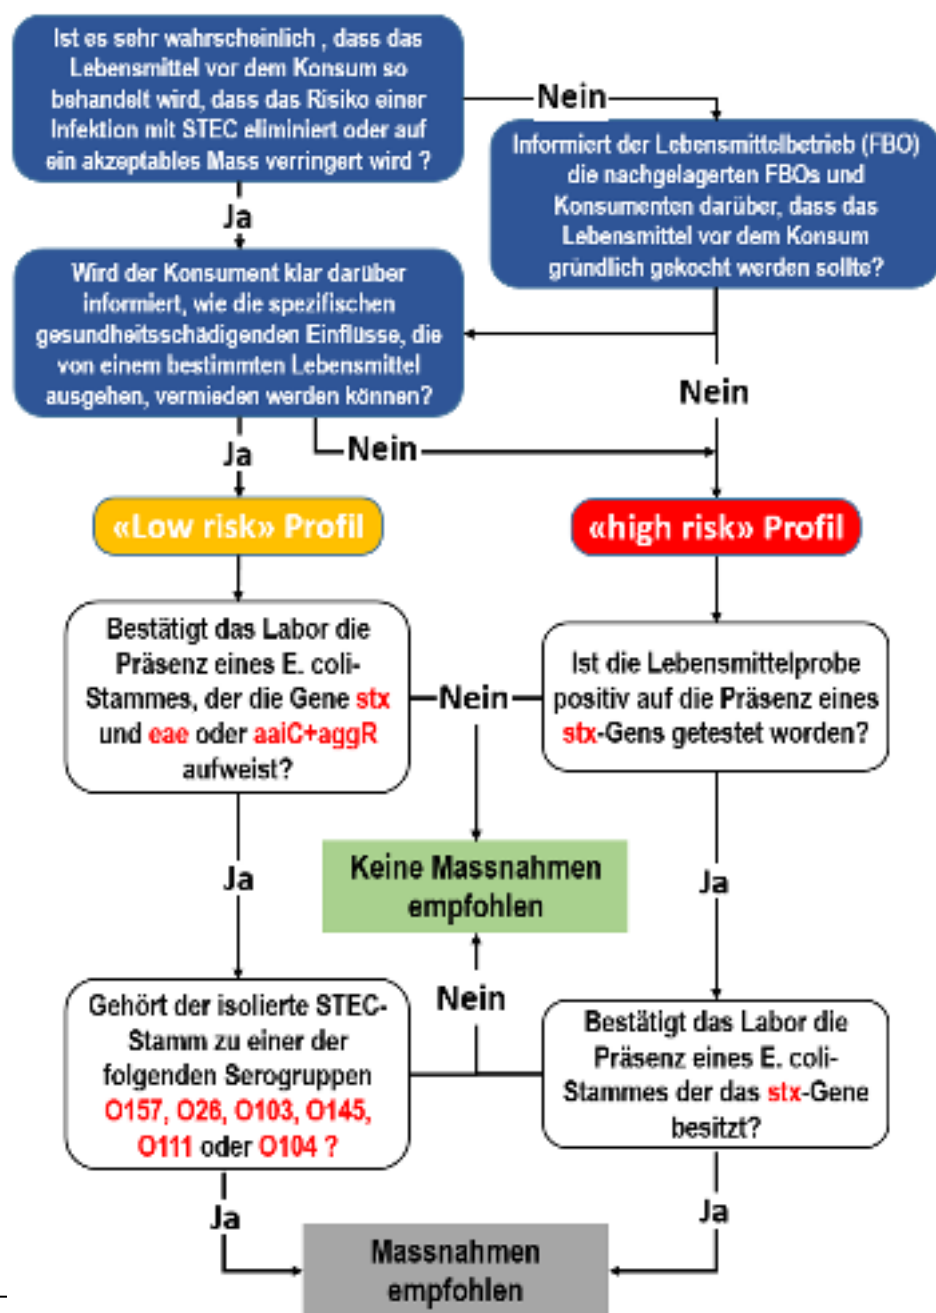 Ist es sehr wahrscheinlich , dass das
Lebensmittel vor dem Konsum so
behandelt wird, dass das Risiko einer
Infektion mit STEC eliminiert oder auf
ein akzeptables Mass verringert wird ?
Nein
Informiert der Lebensmittelbetrieb (FBO)
die nachgelagerten FBOs und
Konsumenten darüber, dass das
Lebensmittel vor dem Konsum
gründlich gekocht werden sollte?
Ja
Wird der Konsument klar darüber
informiert, wie die spezifischen
gesundheitsschädigenden Einflüsse, die
von einem bestimmten Lebensmittel
ausgehen, vermieden werden können?
Nein
Ja
Nein
«Low risk» Profil
«high risk» Profil
Bestätigt das Labor die
Präsenz eines E. coli-
Stammes, der die Gene stx
und eae oder aaiC+aggR
aufweist?
Nein
Ist die Lebensmittelprobe
positiv auf die Präsenz eines
stx-Gens getestet worden?
Keine Massnahmen
empfohlen
Ja
Ja
Gehört der isolierte STEC-
Stamm zu einer der
folgenden Serogruppen
O157, O26, O103, O145,
O111 oder O104 ?
Nein
Bestätigt das Labor die
Präsenz eines E. coli-
Stammes der das stx-Gene
besitzt?
Ja
Ja
Massnahmen
empfohlen